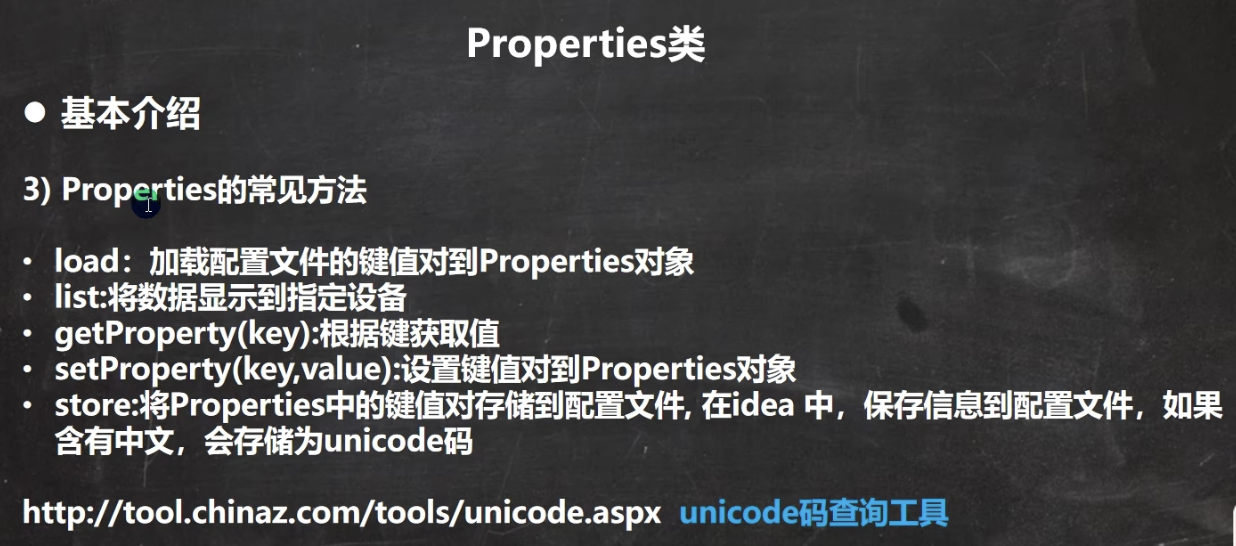 Properties类
● 基本介绍
3) Properties的常见方法
• load：加载配置文件的键值对到Properties对象
• list:将数据显示到指定设备
• getProperty(key):根据键获取值
• setProperty(key,value):设置键值对到Properties对象
• store:将Properties中的键值对存储到配置文件, 在idea 中，保存信息到配置文件，如果
含有中文，会存储为unicode码
http://tool.chinaz.com/tools/unicode.aspx unicode码查询工具